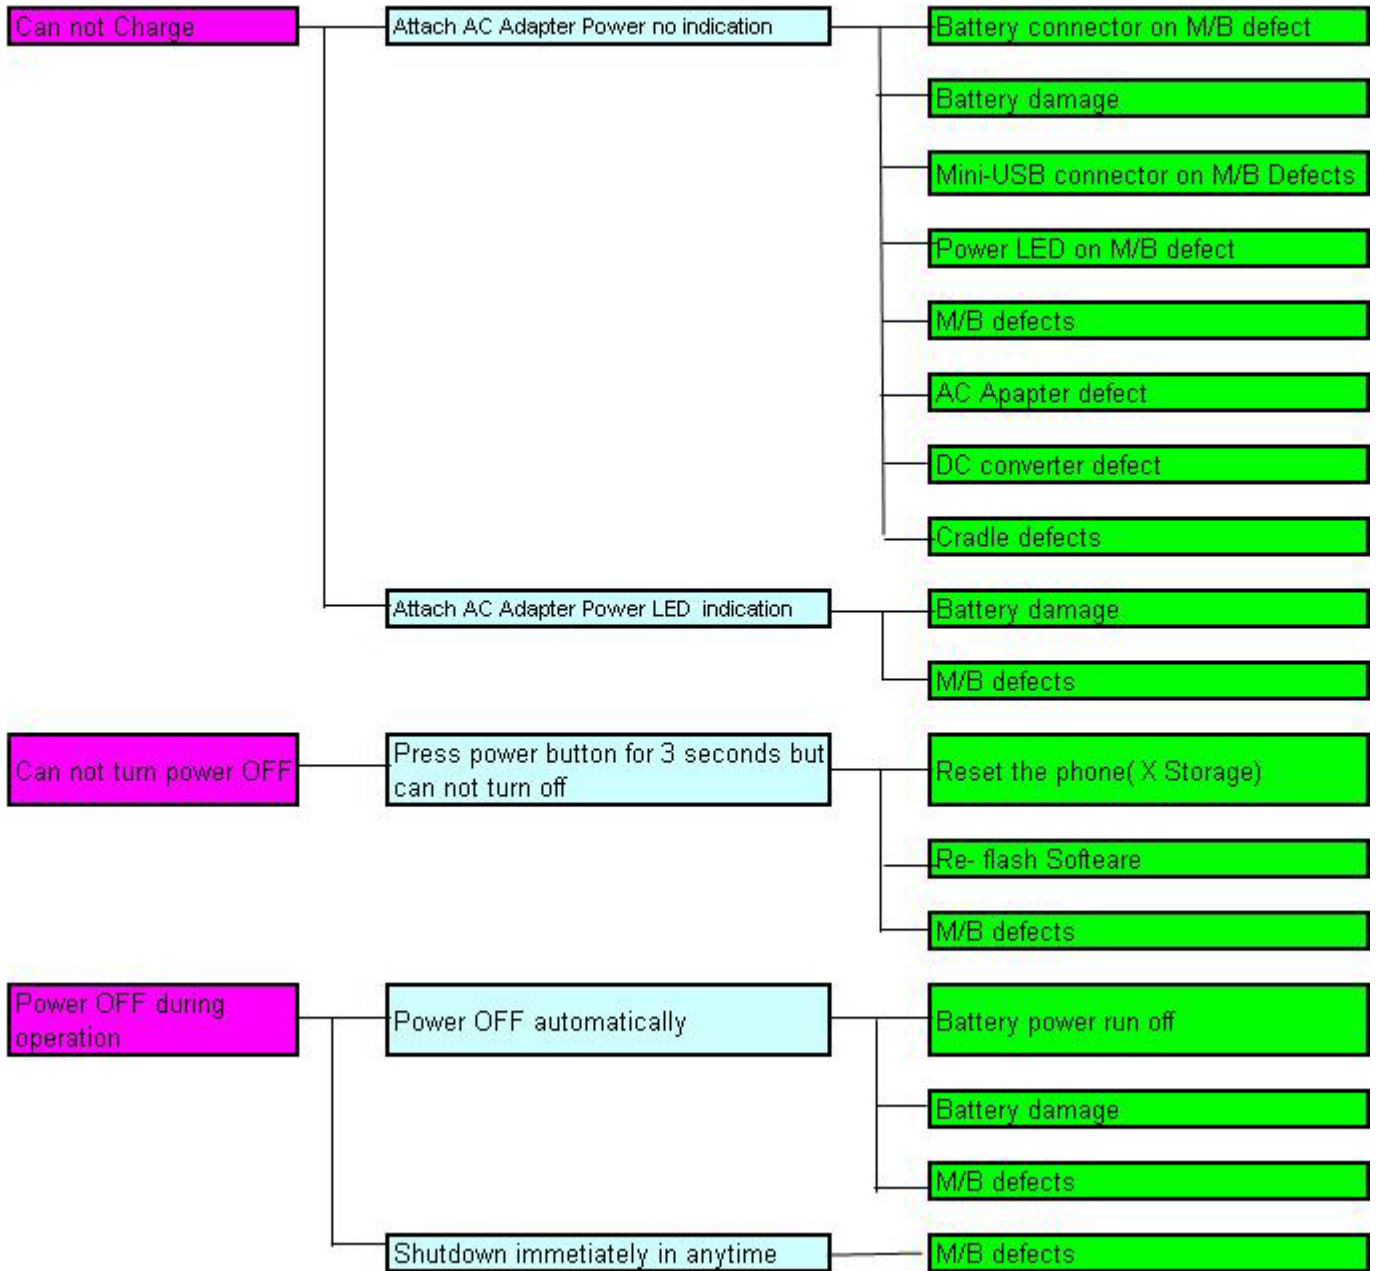 Can not Charge
Attach AC Adapter Power no indication
Battery connector on M/B defect
Battery damage
Mini-USB connector on M/B Defects
Power LED on M/B defect
M/B defects
AC Apapter defect
DC converter defect
Cradle defects
Attach AC Adapter Power LED indication
Battery damage
M/B defects
Can not turn power OFF
Press power button for 3 seconds but
can not turn off
Reset the phone( X Storage)
Re- flash Softeare
M/B defects
Power OFF during
operation
Power OFF automatically
Battery power run off
Battery damage
M/B defects
Shutdown immetiately in anytime
M/B defects